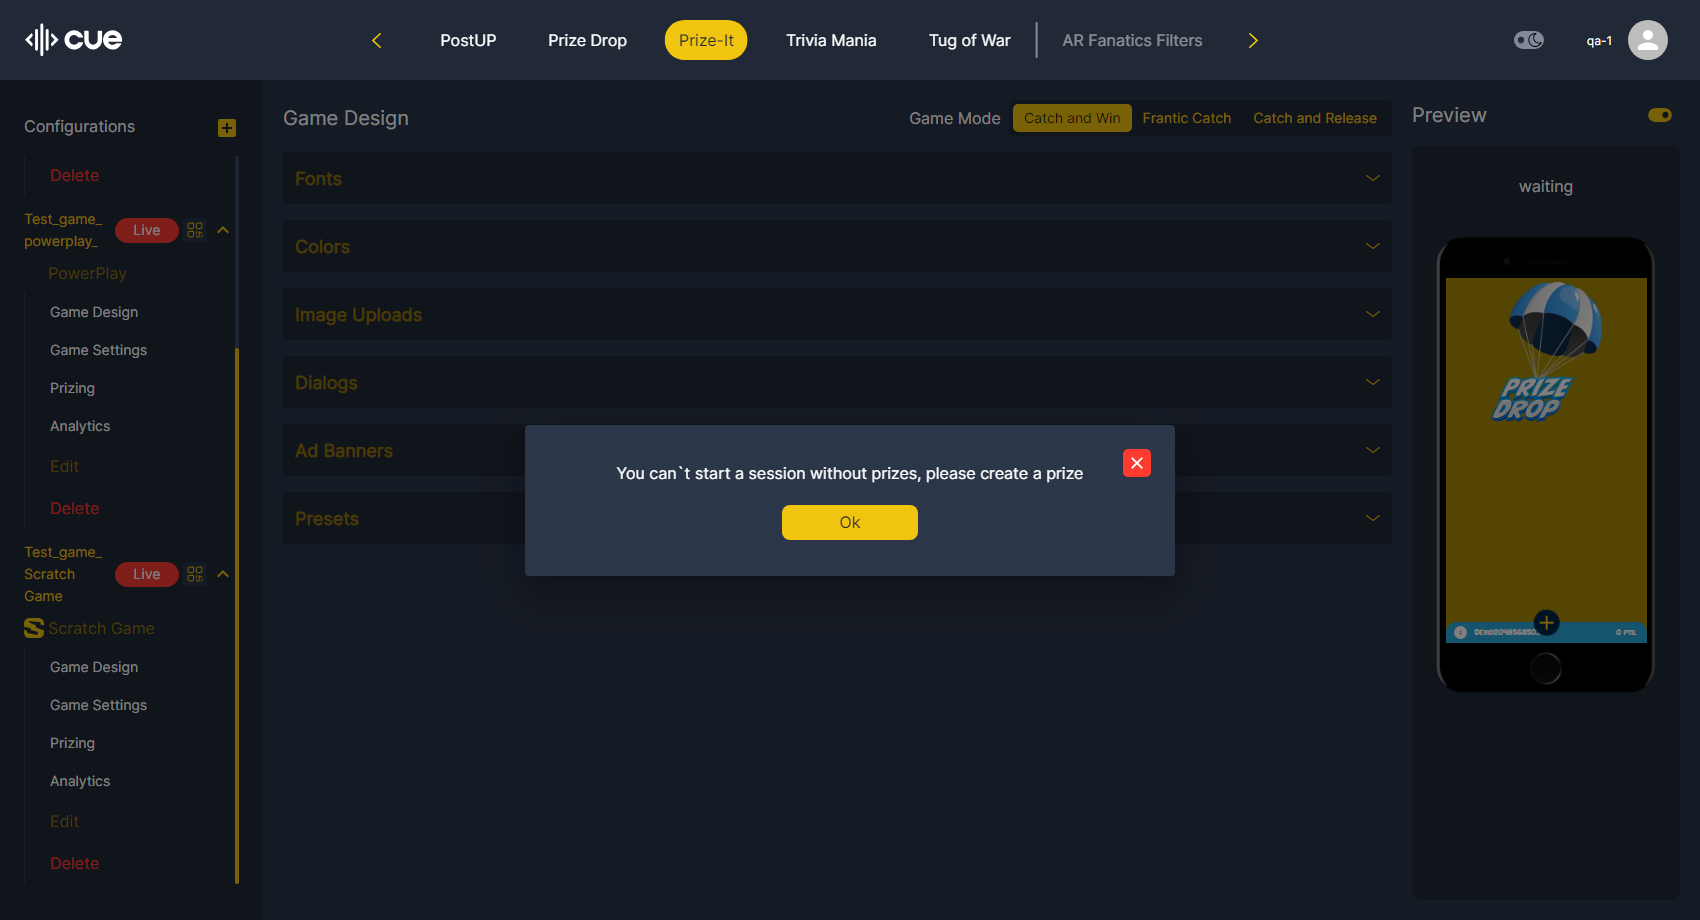 cue
PostUP
Prize Drop
Prize-It
Trivia Mania
Tug of War
AR Fanatics Filters
qa-1
Configurations
Delete
Test_game_
powerplay_
Live
PowerPlay
Game Design
Game Settings
Prizing
Analytics
Edit
Delete
Test_game_
Scratch
Game
Live
Scratch Game
Game Design
Game Settings
Prizing
Analytics
Edit
Delete
Game Design
Game Mode
Catch and Win
Frantic Catch
Catch and Release
Fonts
Colors
Image Uploads
Dialogs
Ad Banners
Presets
You can`t start a session without prizes, please create a prize
Ok
Preview
waiting
PRIZE
DROP
0 PTS.